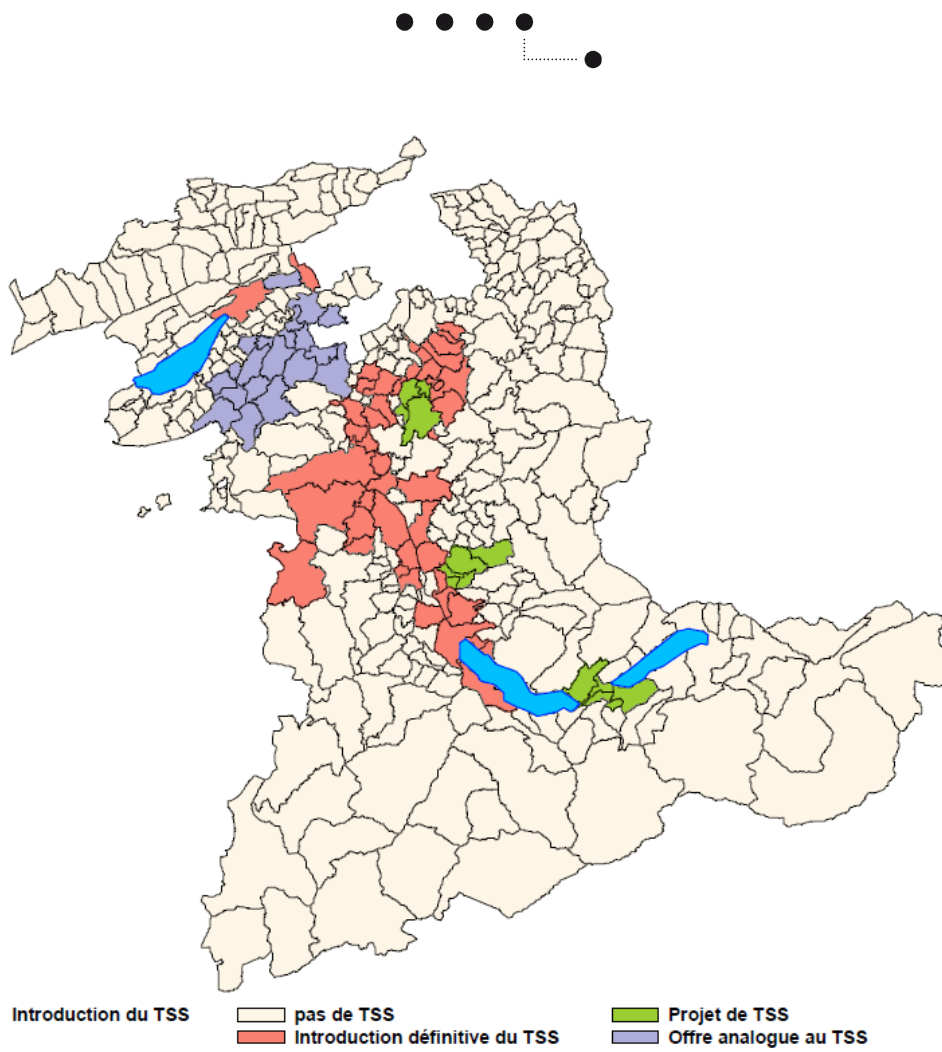 Introduction du TSS
pas de TSS
Introduction définitive du TSS
Projet de TSS
Offre analogue au TSS